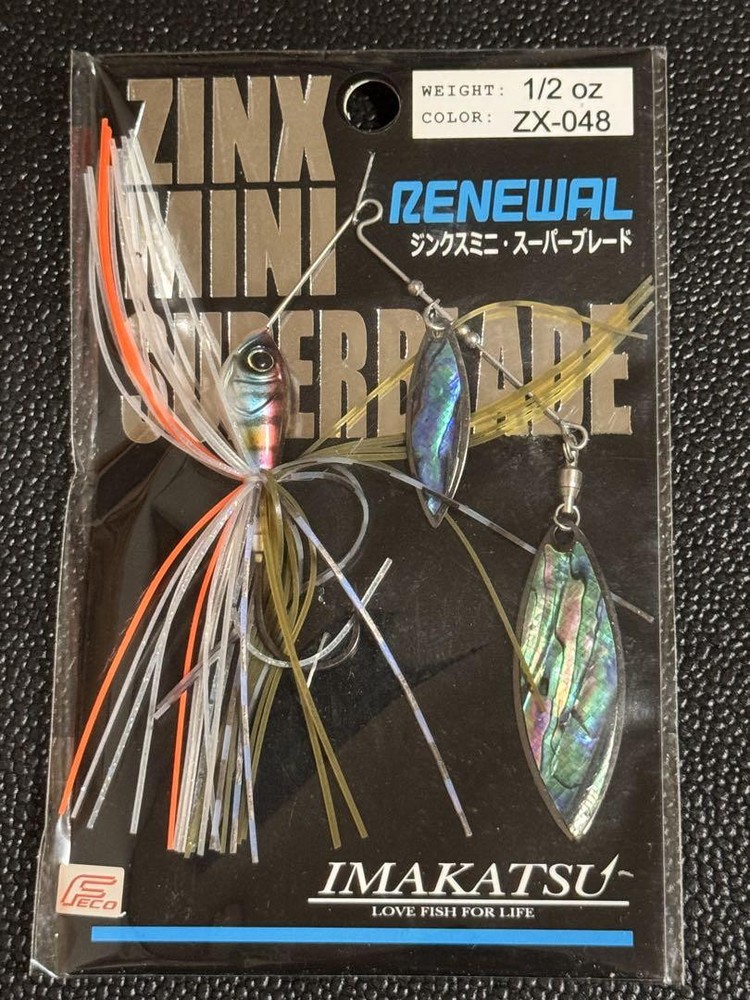 ZINX
MINI
SUPERBLADE
WEIGHT: 1/2 oz
COLOR: ZX-048
RENEWAL
ジンクスミニ・スーパーブレード
FECO
IMAKATSU
LOVE FISH FOR LIFE